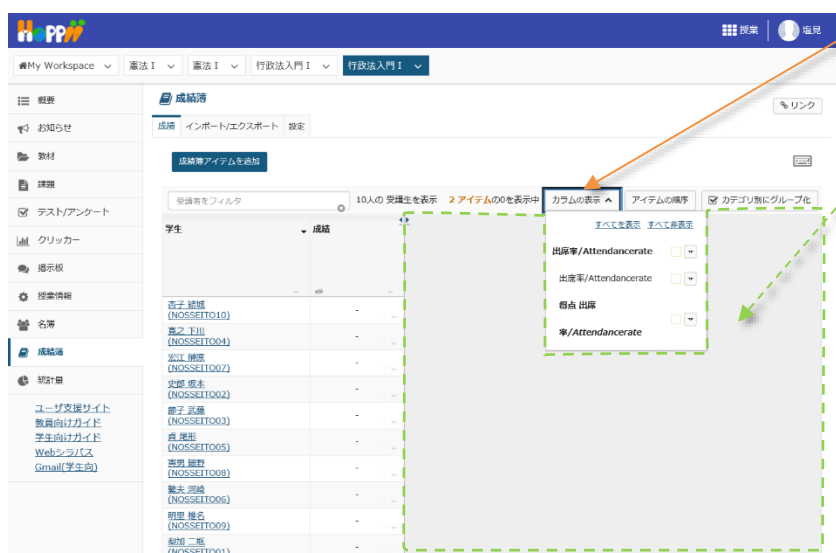 Hoppii
授業
塩見
My Workspace
憲法 I
憲法 I
行政法入門 I
行政法入門 I
概要
お知らせ
教材
課題
テスト/アンケート
クリッカー
掲示板
授業情報
名簿
成績簿
統計量
ユーザ支援サイト
教員向けガイド
学生向けガイド
Webシラバス
Gmail(学生向)
成績簿
リンク
成績 インポート/エクスポート 設定
成績簿アイテムを追加
受講者をフィルタ
10人の 受講生を表示 2 アイテムの0を表示中
カラムの表示
アイテムの順序
カテゴリ別にグループ化
学生
成績
すべてを表示 すべて非表示
出席率/Attendancerate
出席率/Attendancerate
得点 出席
率/Attendancerate
杏子 結城
(NOSSEITO10)
-
寛之 下川
(NOSSEITO04)
-
宏江 榊原
(NOSSEITO07)
-
史郎 坂本
(NOSSEITO02)
-
節子 武藤
(NOSSEITO03)
-
貞 尾形
(NOSSEITO05)
-
細野
(NOSSEITO08)
-
河崎
(NOSSEITO06)
-
明里 椎名
(NOSSEITO09)
-
梨加 二瓶
(NOSSEITO01)
-